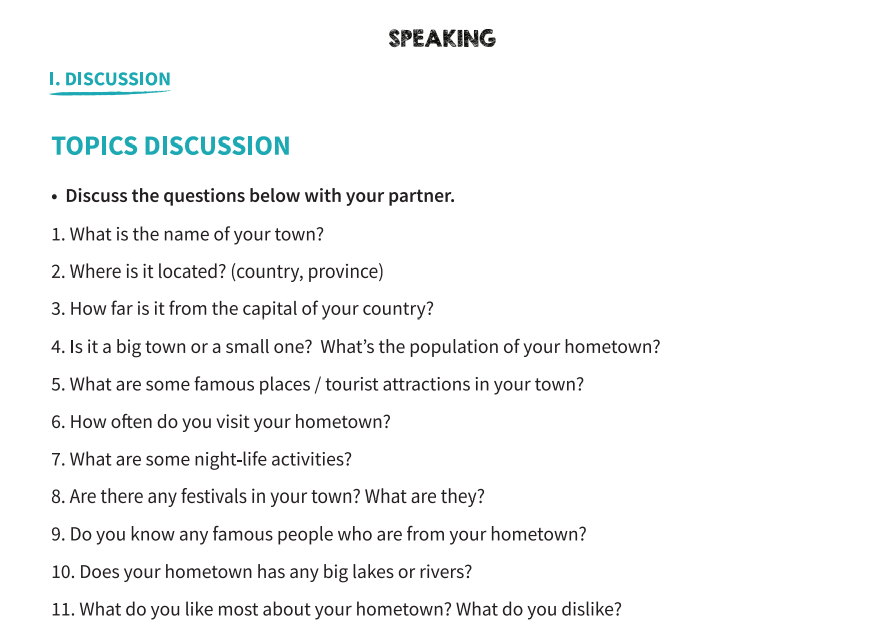 SPEAKING
I. DISCUSSION
TOPICS DISCUSSION
• Discuss the questions below with your partner.
1. What is the name of your town?
2. Where is it located? (country, province)
3. How far is it from the capital of your country?
4. Is it a big town or a small one?  What's the population of your hometown?
5. What are some famous places / tourist attractions in your town?
6. How often do you visit your hometown?
7. What are some night-life activities?
8. Are there any festivals in your town? What are they?
9. Do you know any famous people who are from your hometown?
10. Does your hometown has any big lakes or rivers?
11. What do you like most about your hometown? What do you dislike?